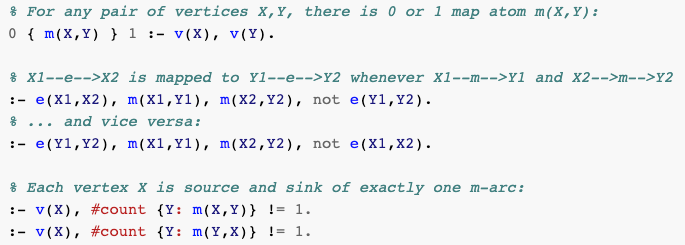 % For any pair of vertices X,Y, there is 0 or 1 map atom m(X,Y):
0 { m(X,Y) } 1 :- v(X), v(Y).
% X1--e-->X2 is mapped to Y1--e-->Y2 whenever X1--m-->Y1 and X2-->m-->Y2
:- e(X1,X2), m(X1,Y1), m(X2,Y2), not e(Y1,Y2).
% ... and vice versa:
:- e(Y1,Y2), m(X1,Y1), m(X2,Y2), not e(X1,X2).
% Each vertex X is source and sink of exactly one m-arc:
:- v(X), #count {Y: m(X,Y)} != 1.
:- v(X), #count {Y: m(Y,X)} != 1.